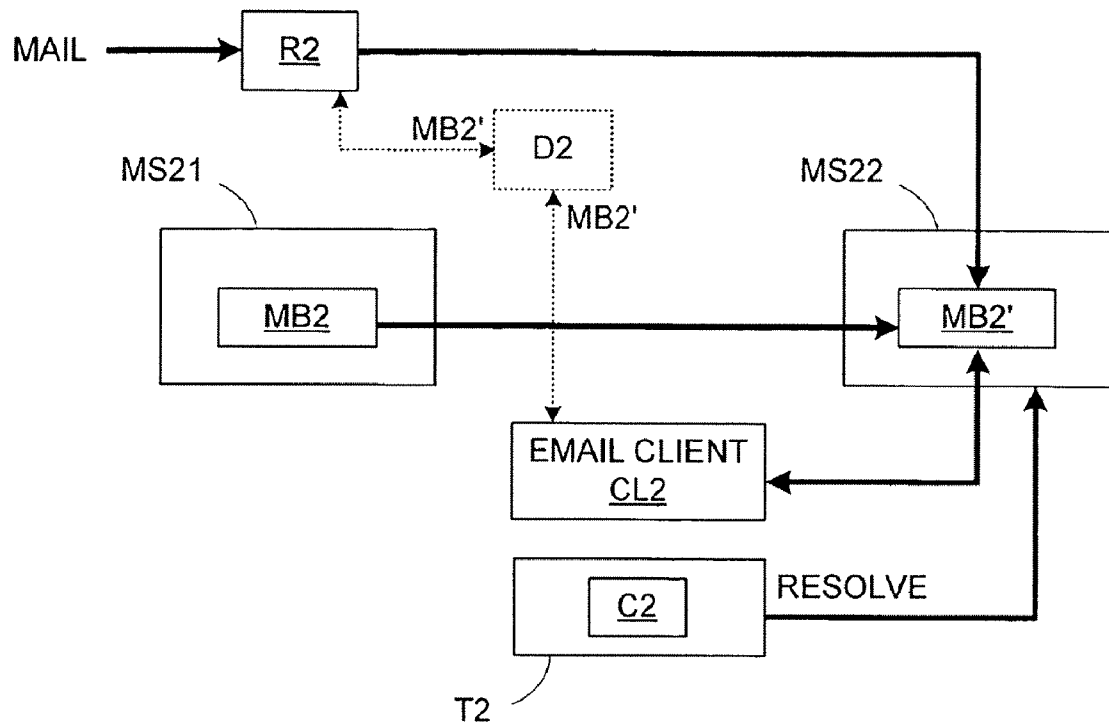 MAIL
R2
MB2'
D2
MS21
MB2'
MS22
MB2
MB2'
EMAIL CLIENT
CL2
C2
RESOLVE
T2